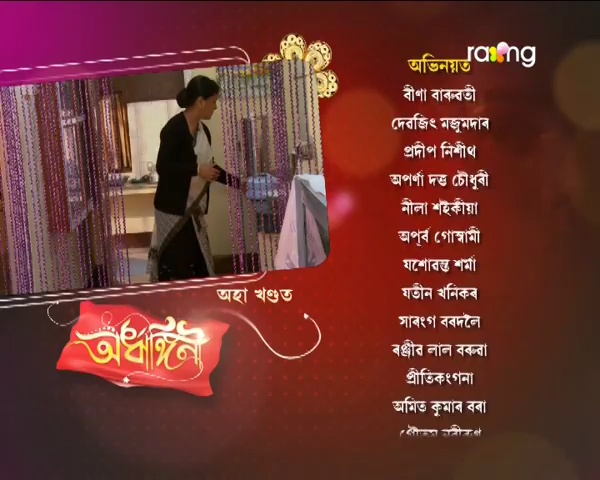 rang
অভিনয়ত
বীণা বাৰুৱতী
দেৱজিৎ মজুমদাৰ
প্ৰদীপ নিশীথ
অপৰ্ণা দত্ত চৌধুৰী
নীলা শইকীয়া
অপূৰ্ব গোস্বামী
যশোৱন্ত শৰ্মা
যতীন খনিকৰ
সাৰংগ বৰদলৈ
ৰঞ্জীৱ লাল বৰুৱা
প্ৰীতিকংগনা
অমিত কুমাৰ বৰা
অহা খণ্ডত
অৰ্ধাঙ্গিনী